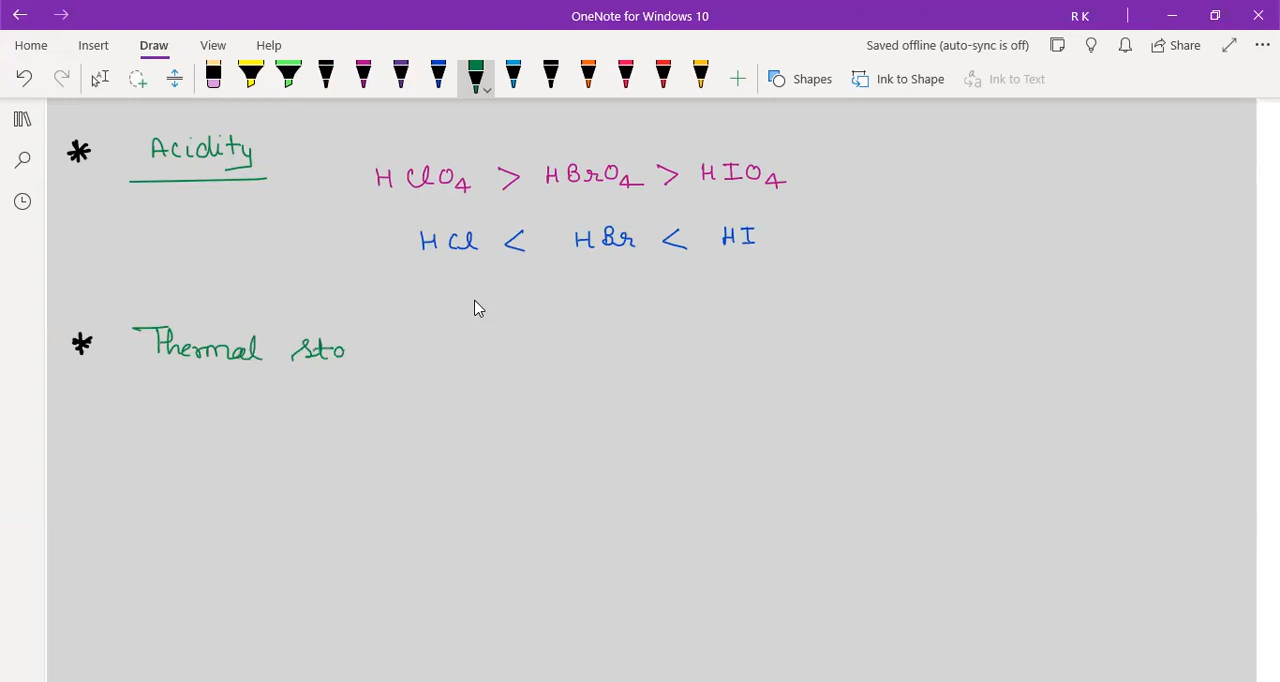 OneNote for Windows 10
R K
Home Insert Draw View Help
Saved offline (auto-sync is off) Share
Shapes Ink to Shape Ink to Text
* Acidity
HClO4 > HBrO4 > HIO4
HCl < HBr < HI
* Thermal sto